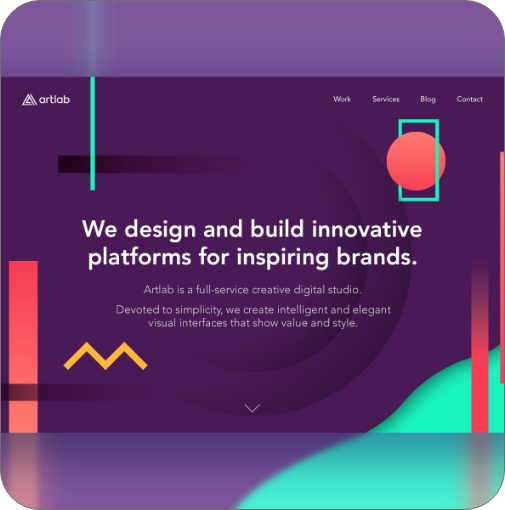 artlab
Work Services Blog Contact
We design and build innovative
platforms for inspiring brands.
Artlab is a full-service creative digital studio.
Devoted to simplicity, we create intelligent and elegant
visual interfaces that show value and style.